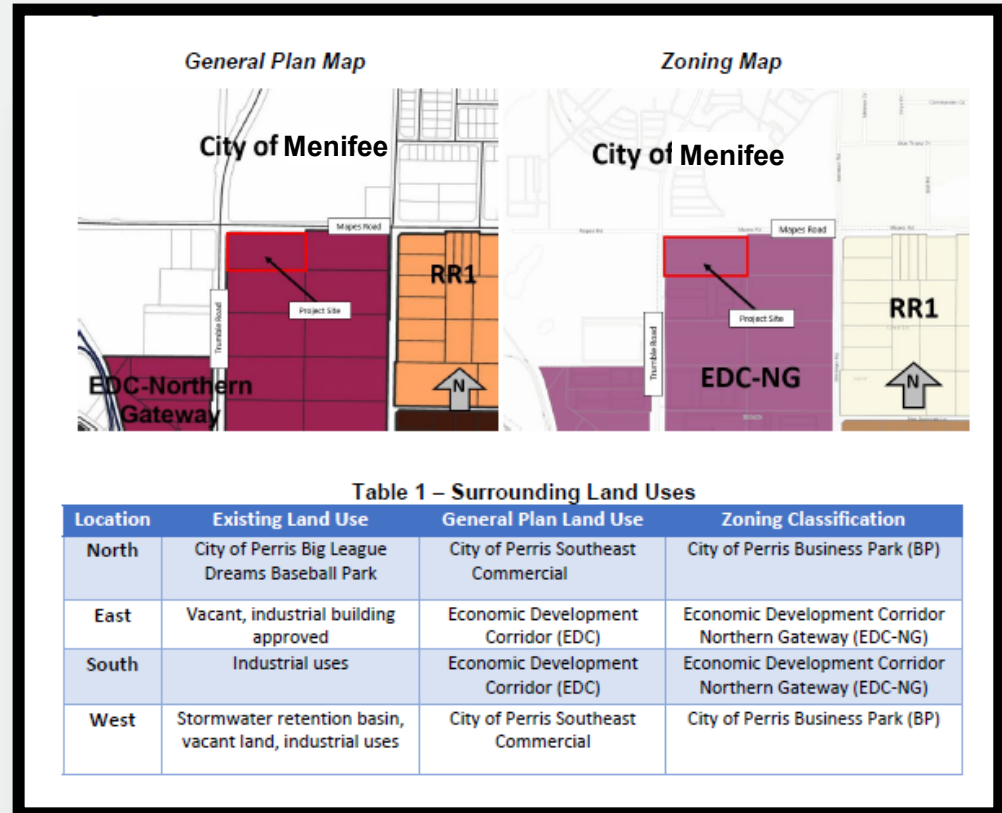 General Plan Map
Zoning Map
City of Menifee
Mapes Road
RR1
Project Site
Trumble Road
EDC-Northern
Gateway
N
City of Menifee
Mapes Road
RR1
Project Site
Trumble Road
EDC-NG
N
Table 1 – Surrounding Land Uses
Location Existing Land Use General Plan Land Use Zoning Classification
North City of Perris Big League City of Perris Southeast City of Perris Business Park (BP)
Dreams Baseball Park Commercial
East Vacant, industrial building Economic Development Economic Development Corridor
approved Corridor (EDC) Northern Gateway (EDC-NG)
South Industrial uses Economic Development Economic Development Corridor
Corridor (EDC) Northern Gateway (EDC-NG)
West Stormwater retention basin, City of Perris Southeast City of Perris Business Park (BP)
vacant land, industrial uses Commercial